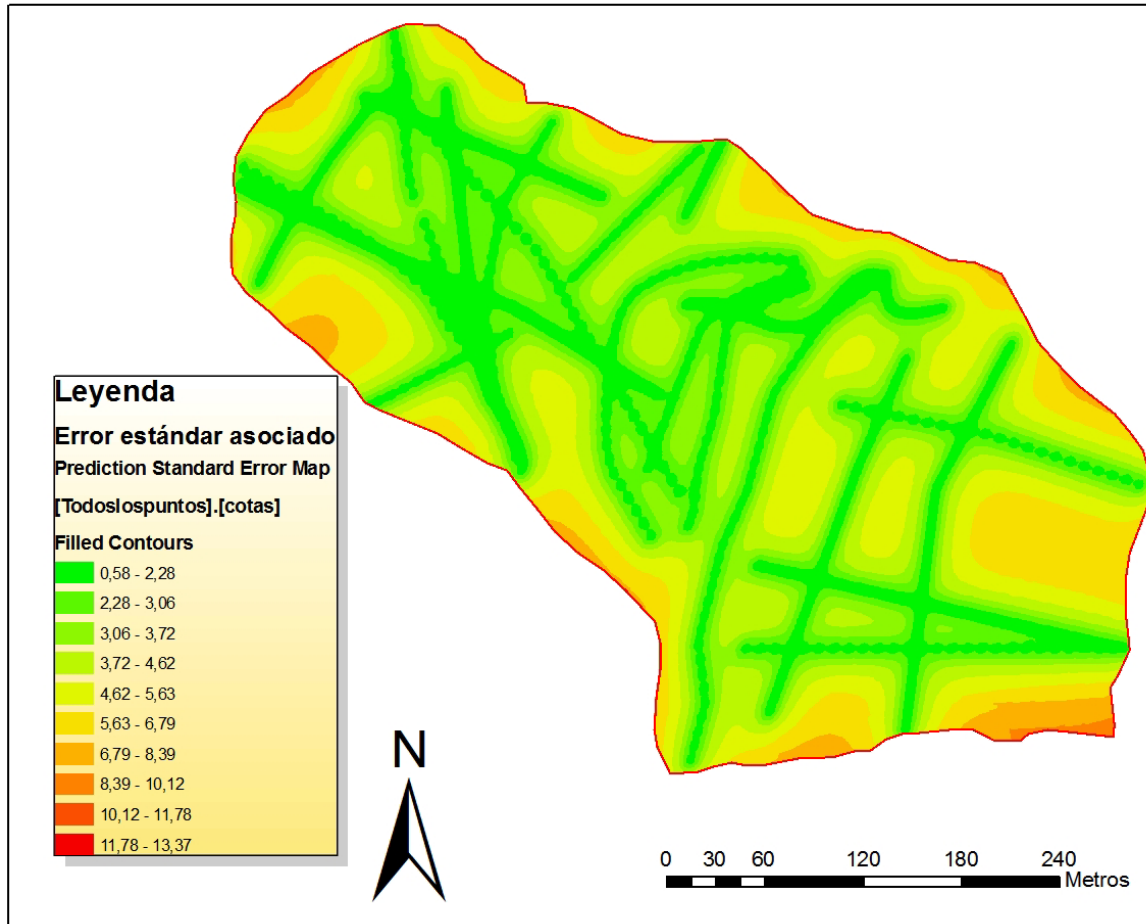 Leyenda
Error estándar asociado
Prediction Standard Error Map
[Todoslospuntos].[cotas]
Filled Contours
0,58 - 2,28
2,28 - 3,06
3,06 - 3,72
3,72 - 4,62
4,62 - 5,63
5,63 - 6,79
6,79 - 8,39
8,39 - 10,12
10,12 - 11,78
11,78 - 13,37
N
0 30 60 120 180 240
Metros